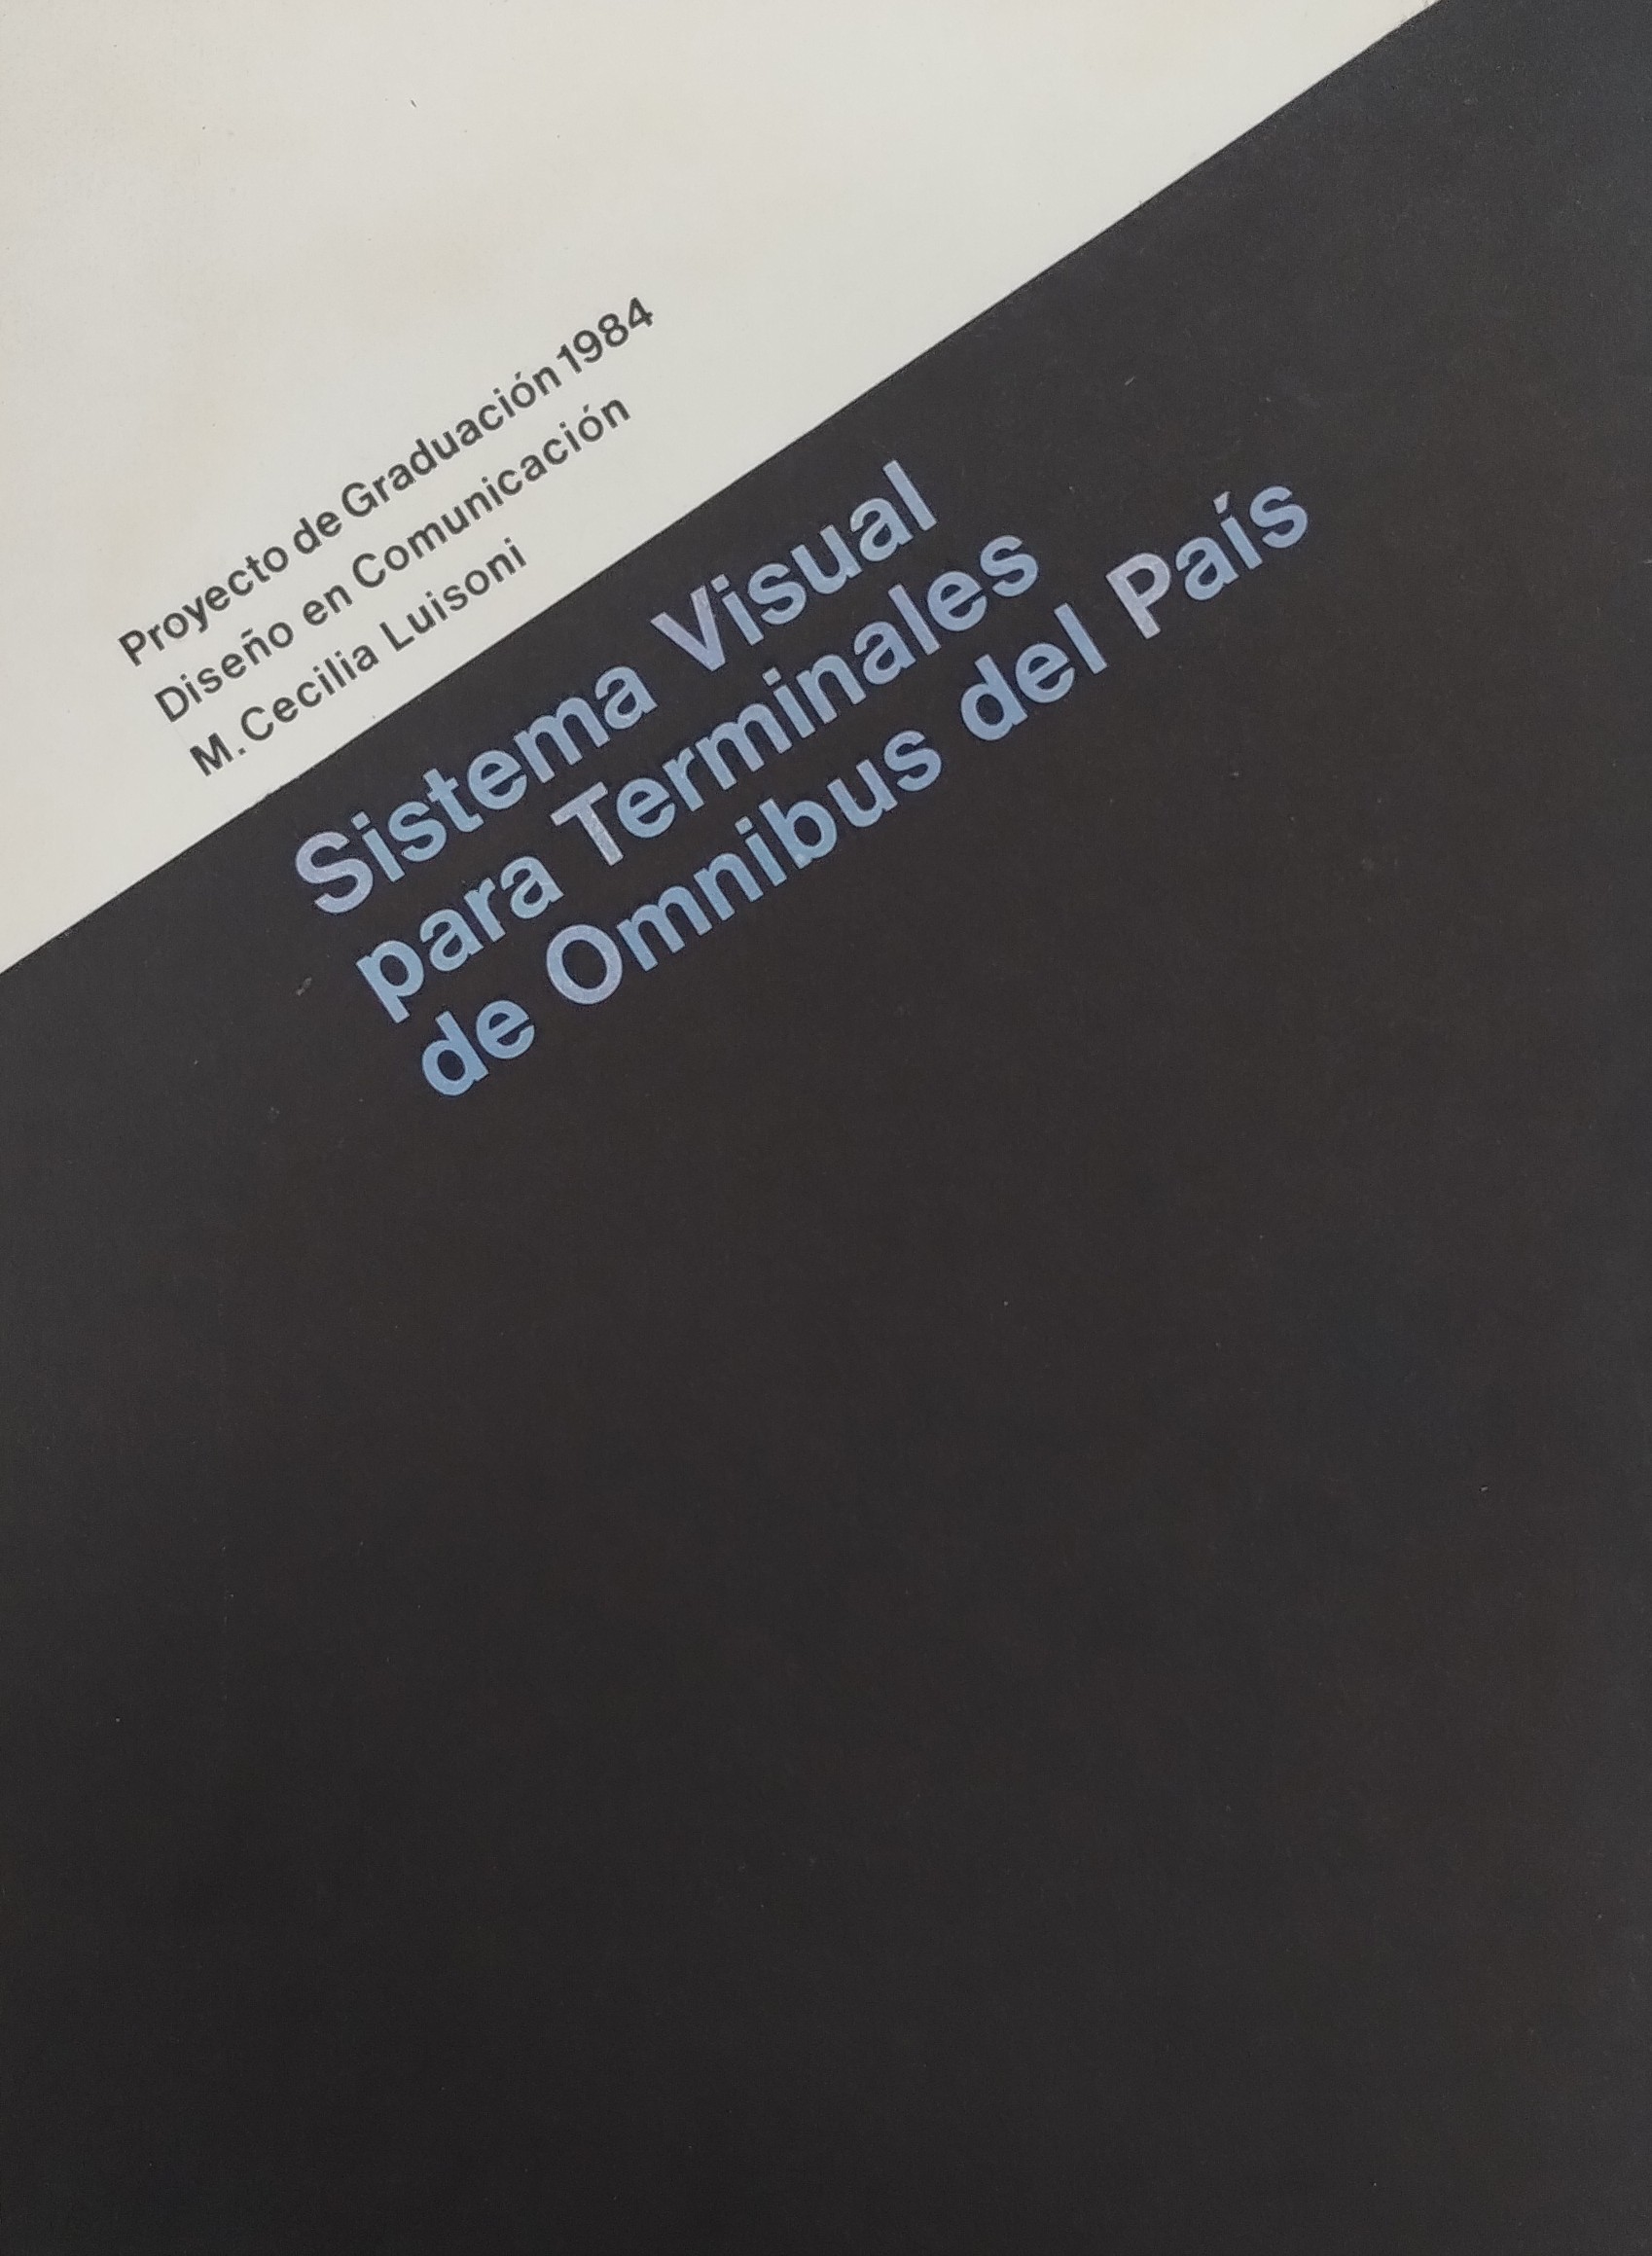 Proyecto de Graduación 1984
Diseño en Comunicación
M. Cecilia Luisoni
Sistema Visual
para Terminales
de Omnibus del País